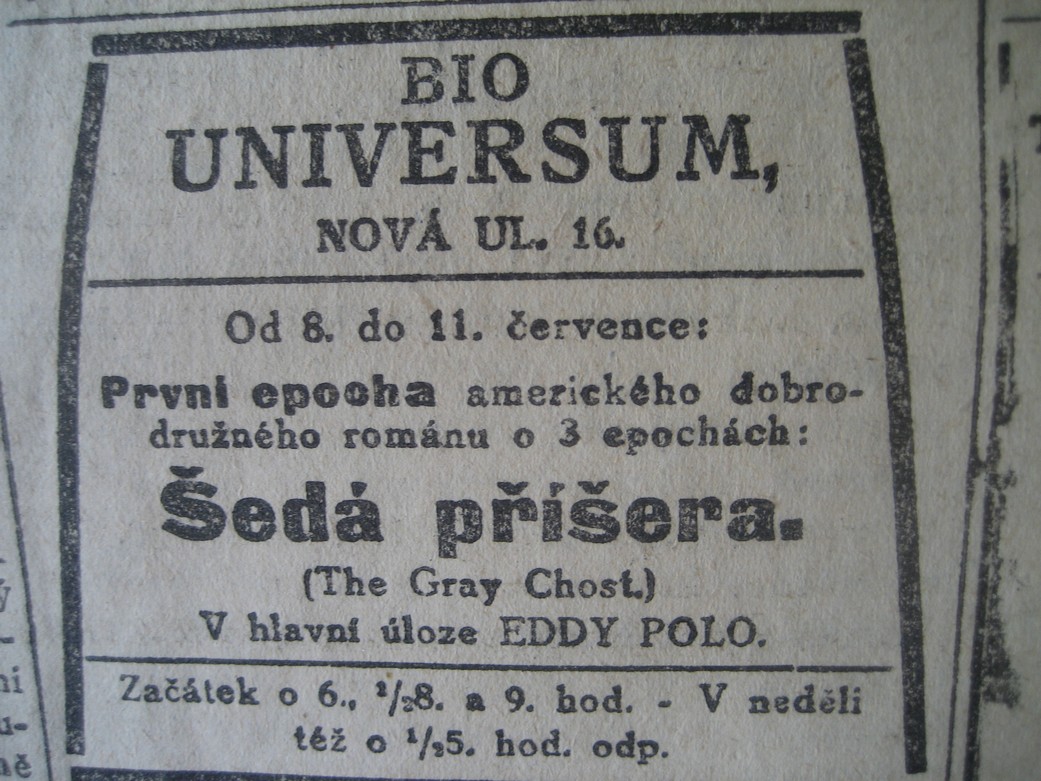 BIO
UNIVERSUM,
NOVÁ UL. 16.
Od 8. do 11. července:
První epocha amerického dobro-
družného románu o 3 epochách:
Šedá příšera.
(The Gray Chost.)
V hlavní úloze EDDY POLO.
Začátek o 6., ½8. a 9. hod. - V neděli
též o ½5. hod. odp.